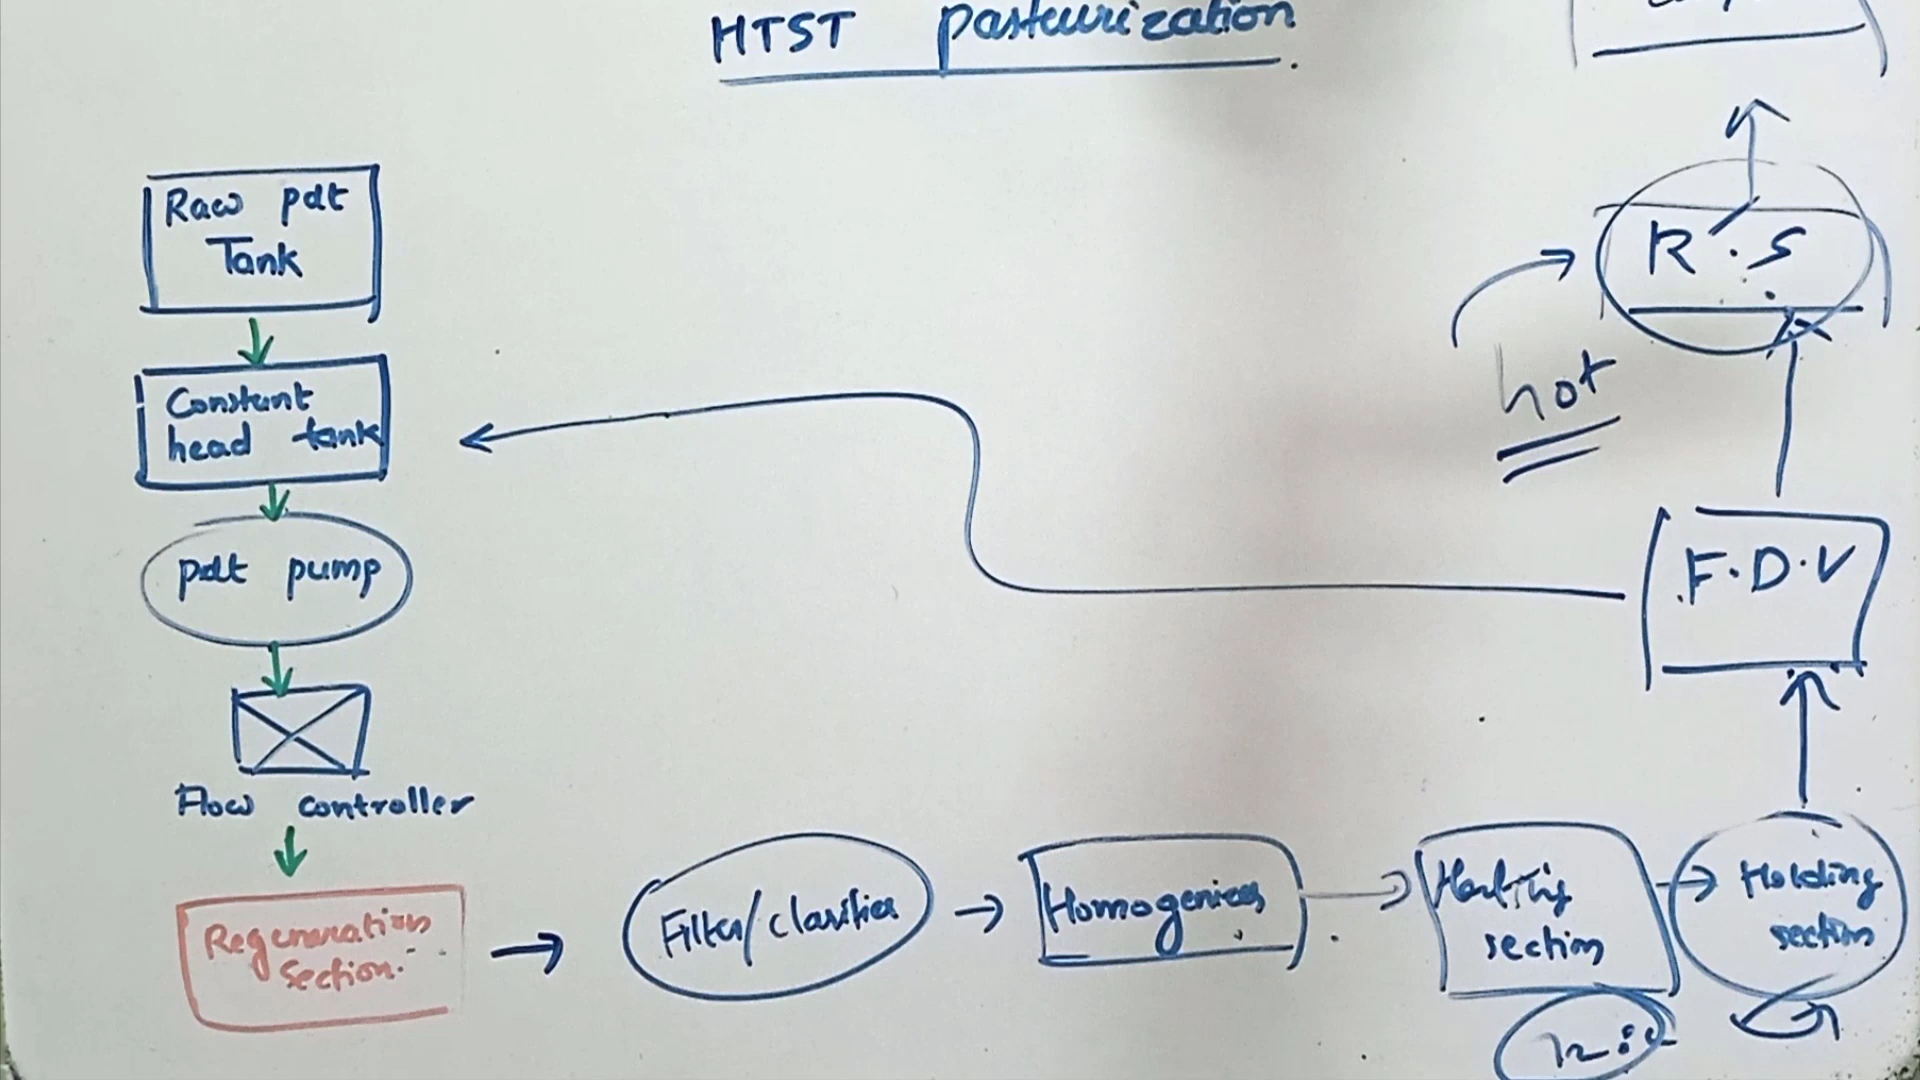 HTST pasteurization
Raw pdt
Tank
Constant
head tank
pdt pump
Flow controller
Regeneration
Section.
Filter/clarifier
Homogenizer
Heating
section
Holding
section
F.D.V
hot
R.S